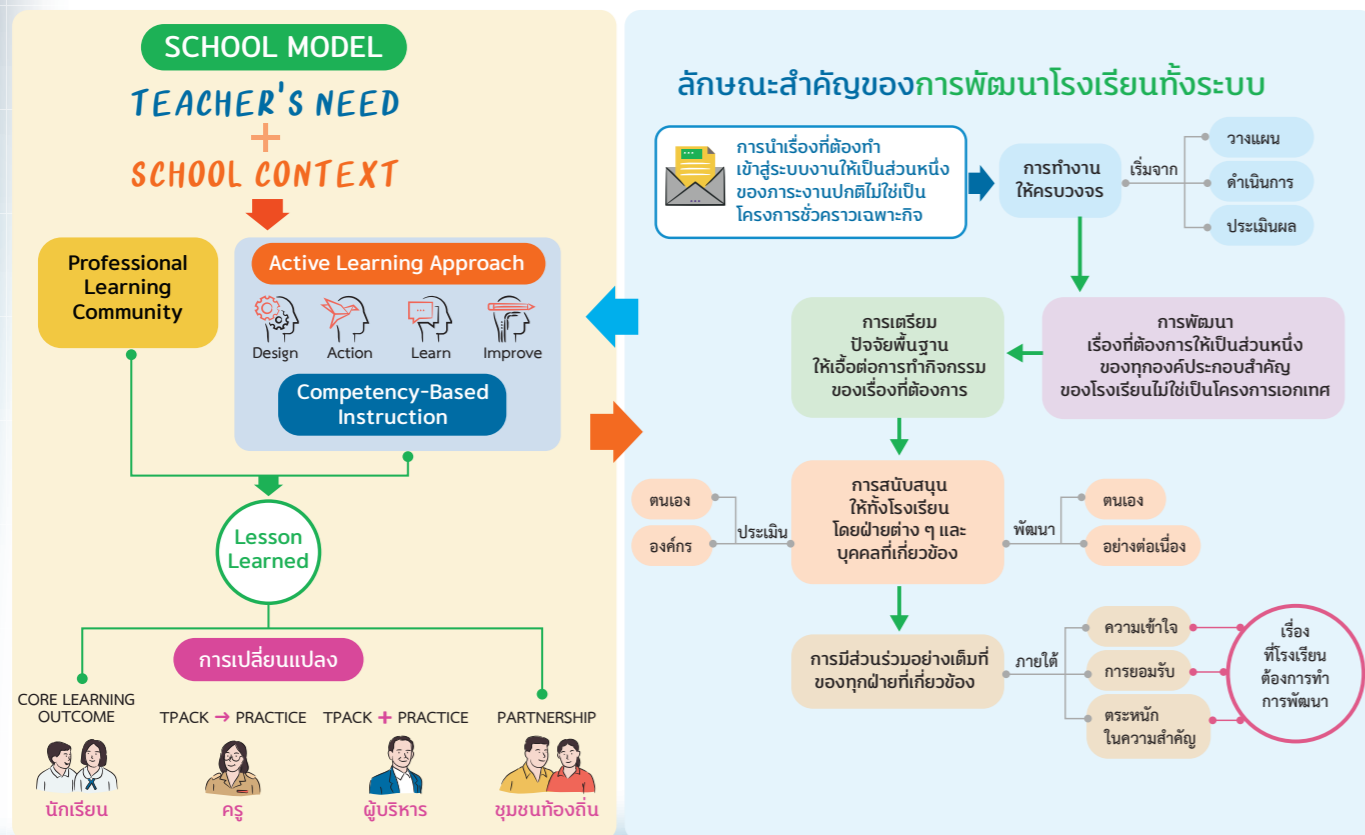 SCHOOL MODEL
TEACHER'S NEED
+
SCHOOL CONTEXT
Professional
Learning
Community
Active Learning Approach
Design
Action
Learn
Improve
Competency-Based
Instruction
Lesson
Learned
การเปลี่ยนแปลง
CORE LEARNING
OUTCOME
นักเรียน
TPACK → PRACTICE
ครู
TPACK + PRACTICE
ผู้บริหาร
PARTNERSHIP
ชุมชนท้องถิ่น
ลักษณะสำคัญของการพัฒนาโรงเรียนทั้งระบบ
การนำเรื่องที่ต้องทำ
เข้าสู่ระบบงานให้เป็นส่วนหนึ่ง
ของภาระงานปกติไม่ใช่เป็น
โครงการชั่วคราวเฉพาะกิจ
การทำงาน
ให้ครบวงจร
เริ่มจาก
วางแผน
ดำเนินการ
ประเมินผล
การพัฒนา
เรื่องที่ต้องการให้เป็นส่วนหนึ่ง
ของทุกองค์ประกอบสำคัญ
ของโรงเรียนไม่ใช่เป็นโครงการเอกเทศ
การเตรียม
ปัจจัยพื้นฐาน
ให้เอื้อต่อการทำกิจกรรม
ของเรื่องที่ต้องการ
การสนับสนุน
ให้ทั้งโรงเรียน
โดยฝ่ายต่าง ๆ และ
บุคคลที่เกี่ยวข้อง
ประเมิน
ตนเอง
องค์กร
พัฒนา
ตนเอง
อย่างต่อเนื่อง
การมีส่วนร่วมอย่างเต็มที่
ของทุกฝ่ายที่เกี่ยวข้อง
ภายใต้
ความเข้าใจ
การยอมรับ
ตระหนัก
ในความสำคัญ
เรื่อง
ที่โรงเรียน
ต้องการทำ
การพัฒนา